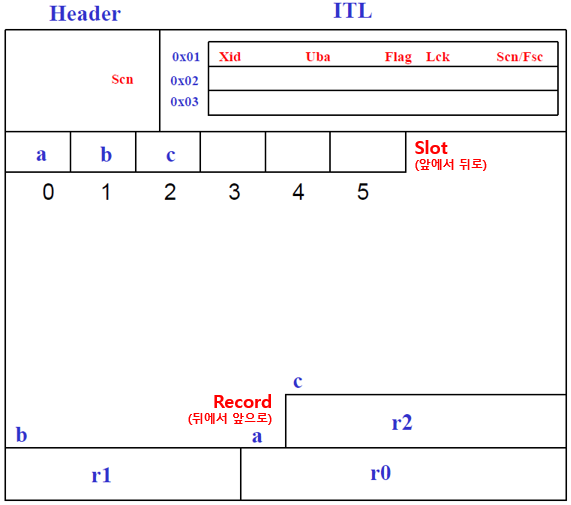 Header
ITL
Scn
0x01 Xid Uba Flag Lck Scn/Fsc
0x02
0x03
a b c
Slot
(앞에서 뒤로)
0 1 2 3 4 5
c
Record
(뒤에서 앞으로)
r2
b
a
r1
r0